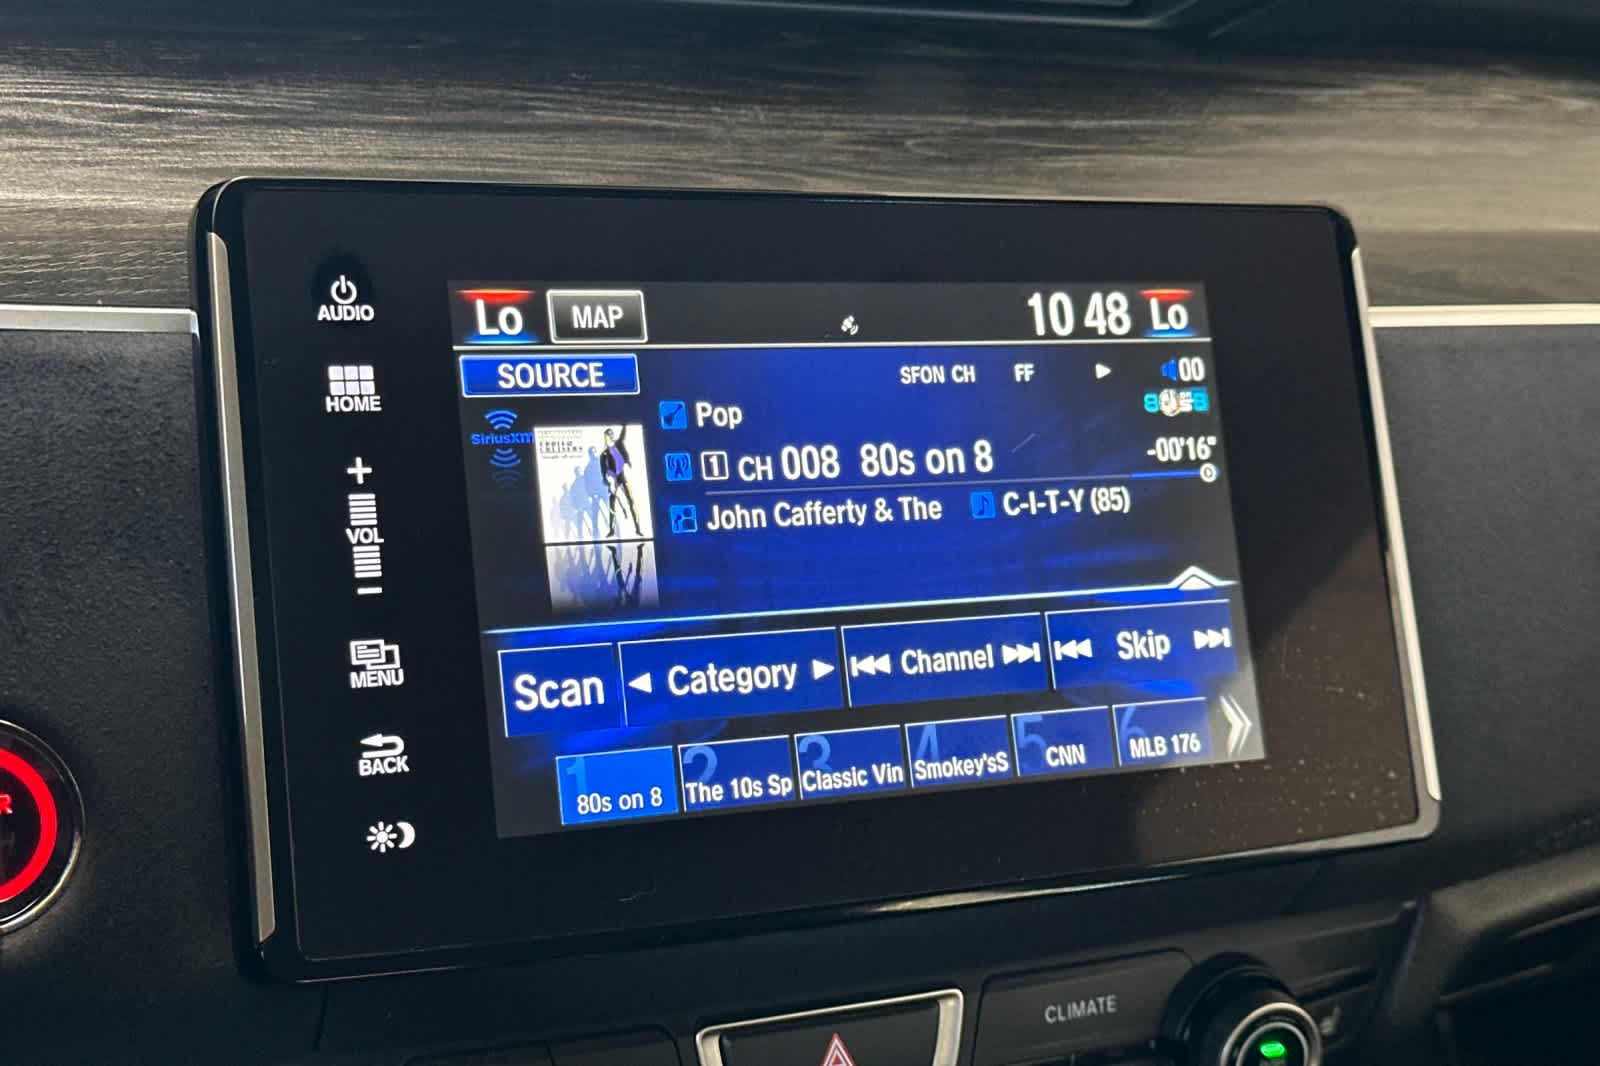 AUDIO
HOME
+
VOL
-
MENU
BACK
Lo
MAP
10 48
Lo
SOURCE
SFON CH
FF
00
SiriusXM
Pop
1 CH 008 80s on 8
-00'16"
John Cafferty & The
C-I-T-Y (85)
Scan
Category
Channel
Skip
1 80s on 8
2 The 10s Sp
3 Classic Vin
4 Smokey'sS
5 CNN
6 MLB 176
CLIMATE